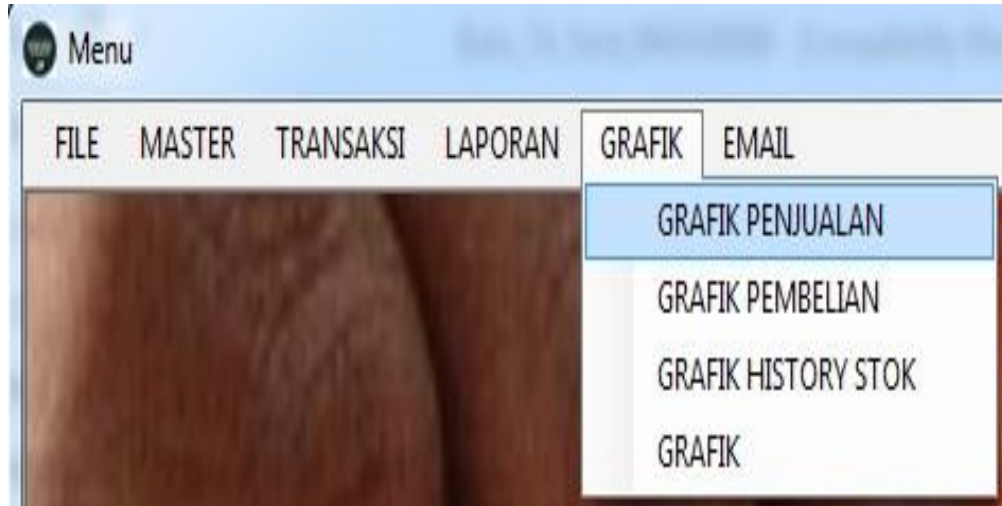 Menu
FILE MASTER TRANSAKSI LAPORAN GRAFIK EMAIL
GRAFIK PENJUALAN
GRAFIK PEMBELIAN
GRAFIK HISTORY STOK
GRAFIK